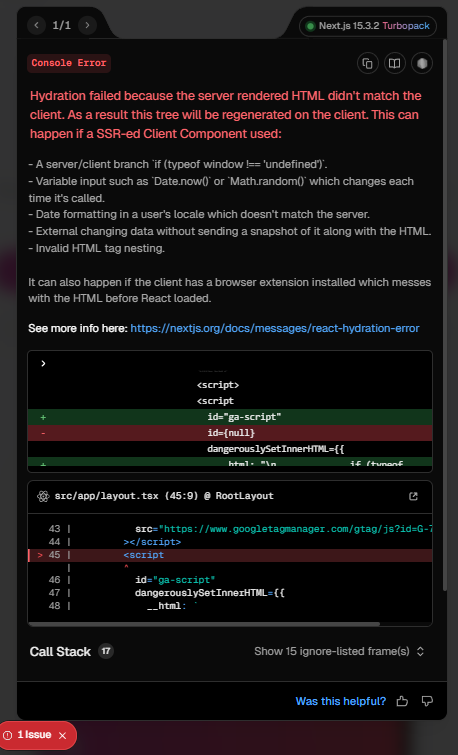 1/1
Next.js 15.3.2 Turbopack
Console Error
Hydration failed because the server rendered HTML didn't match the
client. As a result this tree will be regenerated on the client. This can
happen if a SSR-ed Client Component used:
- A server/client branch `if (typeof window !== 'undefined')`.
- Variable input such as `Date.now()` or `Math.random()` which changes each
time it's called.
- Date formatting in a user's locale which doesn't match the server.
- External changing data without sending a snapshot of it along with the HTML.
- Invalid HTML tag nesting.
It can also happen if the client has a browser extension installed which messes
with the HTML before React loaded.
See more info here: https://nextjs.org/docs/messages/react-hydration-error
<script>
<script
+ id="ga-script"
- id={null}
dangerouslySetInnerHTML={{
+ html: "\n if (typeof
src/app/layout.tsx (45:9) @ RootLayout
43 | src="https://www.googletagmanager.com/gtag/js?id=G-
44 | ></script>
> 45 | <script
| ^
46 | id="ga-script"
47 | dangerouslySetInnerHTML={{
48 | __html: `
Call Stack 17
Show 15 ignore-listed frame(s)
Was this helpful?
1 Issue